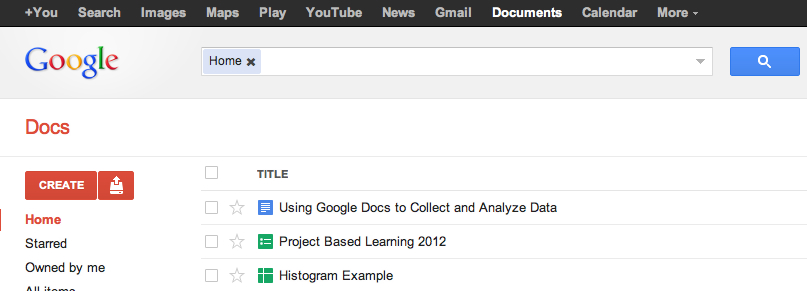 +You Search Images Maps Play YouTube News Gmail Documents Calendar More
Google
Home
Docs
CREATE
TITLE
Home
Using Google Docs to Collect and Analyze Data
Starred
Project Based Learning 2012
Owned by me
Histogram Example
All items